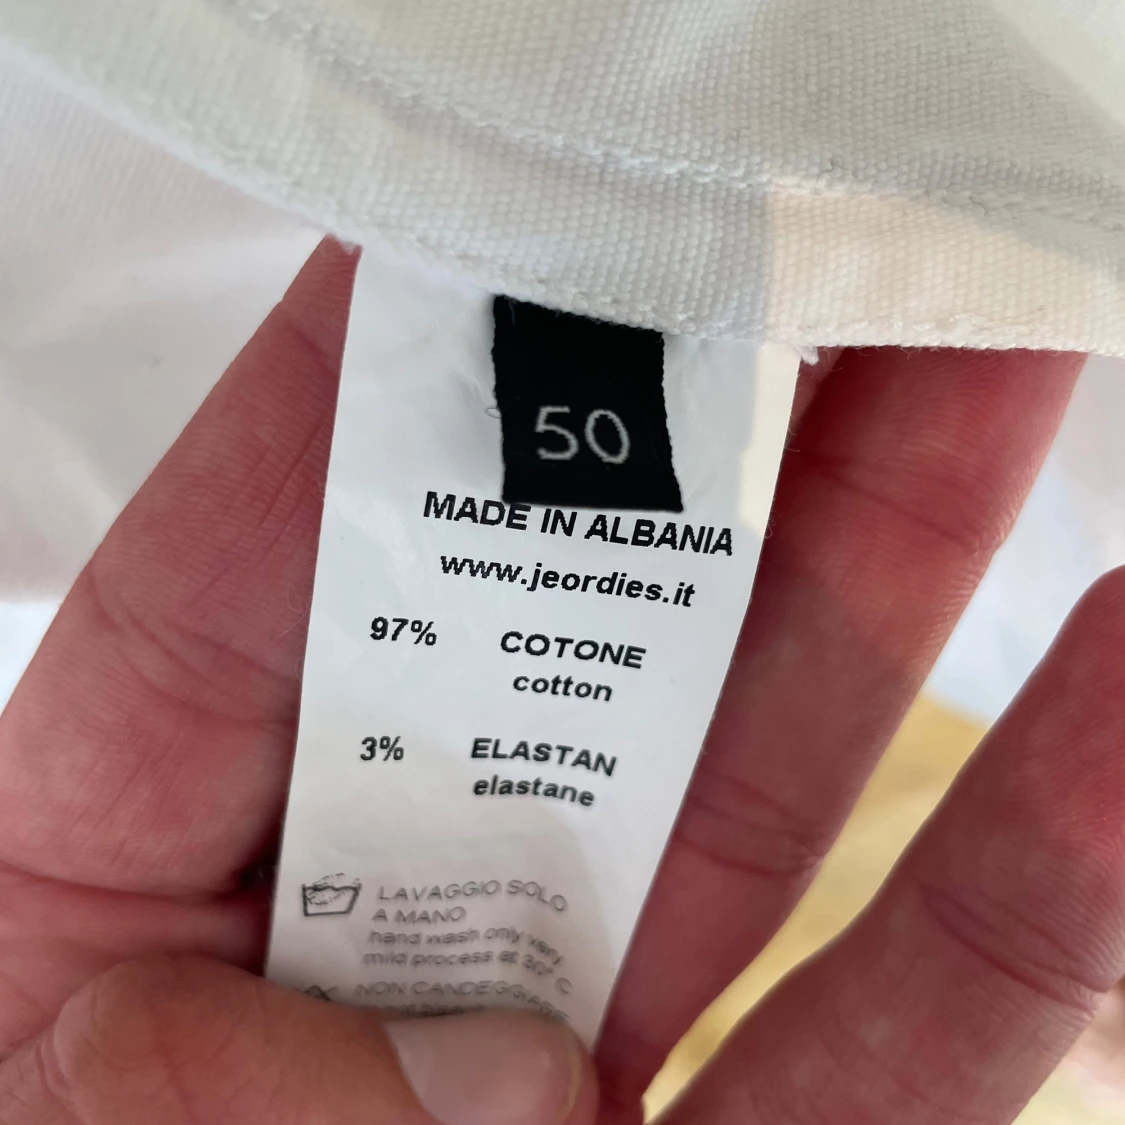 50
MADE IN ALBANIA
www.jeordies.it
97% COTONE
cotton
3% ELASTAN
elastane
LAVAGGIO SOLO
A MANO
hand wash only very
mild process at 30° C
NON CANDEGGIARE